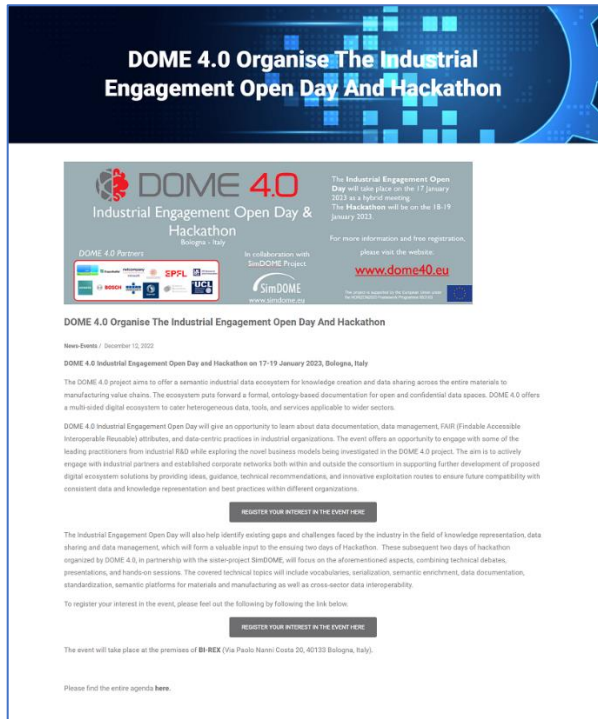 DOME 4.0 Organise The Industrial
Engagement Open Day And Hackathon
DOME 4.0
Industrial Engagement Open Day &
Hackathon
Bologna - Italy
DOME 4.0 Partners
EPFL
BOSCH
UCL
In collaboration with
SimDOME Project
SimDOME
www.simdome.eu
The Industrial Engagement Open
Day will take place on the 17 January
2023 as a hybrid meeting.
The Hackathon will be on the 18-19
January 2023.
For more information and free registration,
please visit the website.
www.dome40.eu
This project is supported by the European Union under
DOME 4.0 Organise The Industrial Engagement Open Day And Hackathon
News-Events / December 12, 2022
DOME 4.0 Industrial Engagement Open Day and Hackathon on 17-19 January 2023, Bologna, Italy
The DOME 4.0 project aims to offer a semantic industrial data ecosystem for knowledge creation and data sharing across the entire materials to
manufacturing value chains. The ecosystem puts forward a formal, ontology-based documentation for open and confidential data spaces. DOME 4.0 offers
a multi-sided digital ecosystem to cater heterogeneous data, tools, and services applicable to wider sectors.
DOME 4.0 Industrial Engagement Open Day will give an opportunity to learn about data documentation, data management, FAIR (Findable Accessible
Interoperable Reusable) attributes, and data-centric practices in industrial organizations. The event offers an opportunity to engage with some of the
leading practitioners from industrial R&D while exploring the novel business models being investigated in the DOME 4.0 project. The aim is to actively
engage with industrial partners and established corporate networks both within and outside the consortium in supporting further development of proposed
digital ecosystem solutions by providing ideas, guidance, technical recommendations, and innovative exploitation routes to ensure future compatibility with
consistent data and knowledge representation and best practices within different organizations.
REGISTER YOUR INTEREST IN THE EVENT HERE
The Industrial Engagement Open Day will also help identify existing gaps and challenges faced by the industry in the field of knowledge representation, data
sharing and data management, which will form a valuable input to the ensuing two days of Hackathon. These subsequent two days of hackathon
organized by DOME 4.0, in partnership with the sister-project SimDOME, will focus on the aforementioned aspects, combining technical debates,
presentations, and hands-on sessions. The covered technical topics will include vocabularies, serialization, semantic enrichment, data documentation,
standardization, semantic platforms for materials and manufacturing as well as cross-sector data interoperability.
To register your interest in the event, please feel out the following by following the link below.
REGISTER YOUR INTEREST IN THE EVENT HERE
The event will take place at the premises of BI-REX (Via Paolo Nanni Costa 20, 40133 Bologna, Italy).
Please find the entire agenda here.